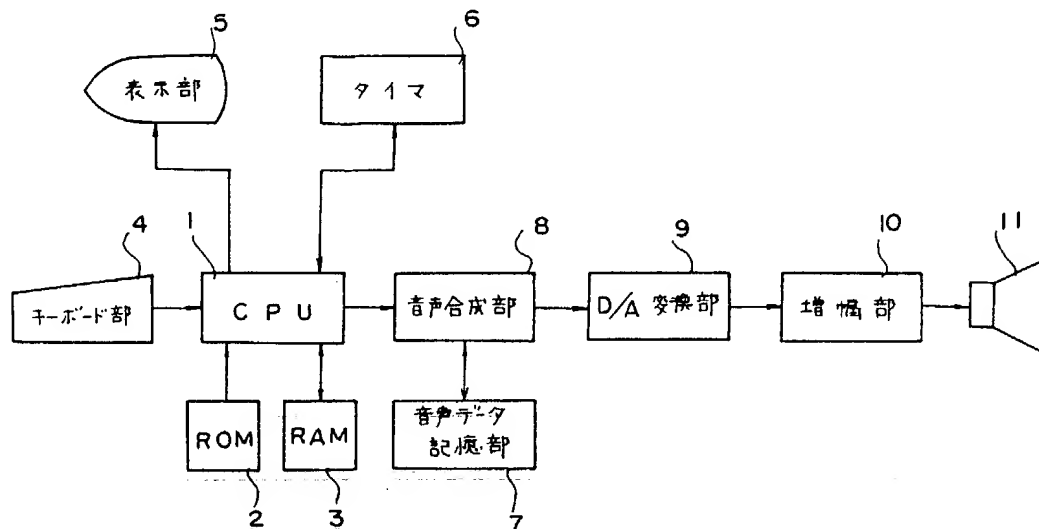 5
6
表示部
タイマ
4
1
8
9
10
11
キーボード部
CPU
音声合成部
D/A 変換部
増幅部
ROM
RAM
音声データ
記憶部
2
3
7